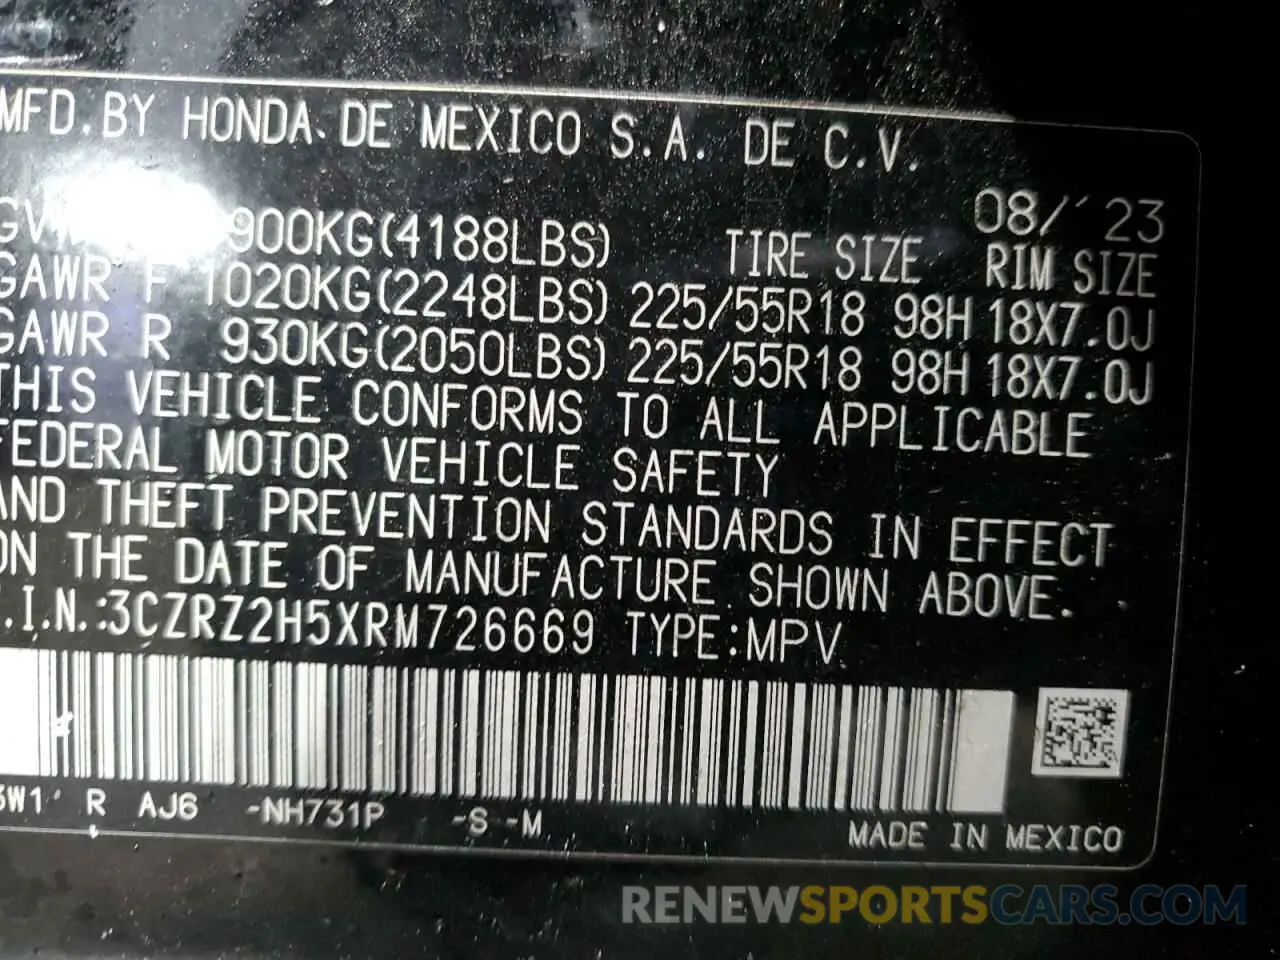 MFD. BY HONDA DE MEXICO S.A. DE C.V.
08/'23
900KG(4188LBS) TIRE SIZE RIM SIZE
GAWR F 1020KG(2248LBS) 225/55R18 98H 18X7.0J
GAWR R 930KG(2050LBS) 225/55R18 98H 18X7.0J
THIS VEHICLE CONFORMS TO ALL APPLICABLE
FEDERAL MOTOR VEHICLE SAFETY
AND THEFT PREVENTION STANDARDS IN EFFECT
ON THE DATE OF MANUFACTURE SHOWN ABOVE.
.I.N.:3CZRZ2H5XRM726669 TYPE:MPV
3W1 R AJ6 -NH731P -S -M
MADE IN MEXICO
RENEWSPORTSCARS.COM